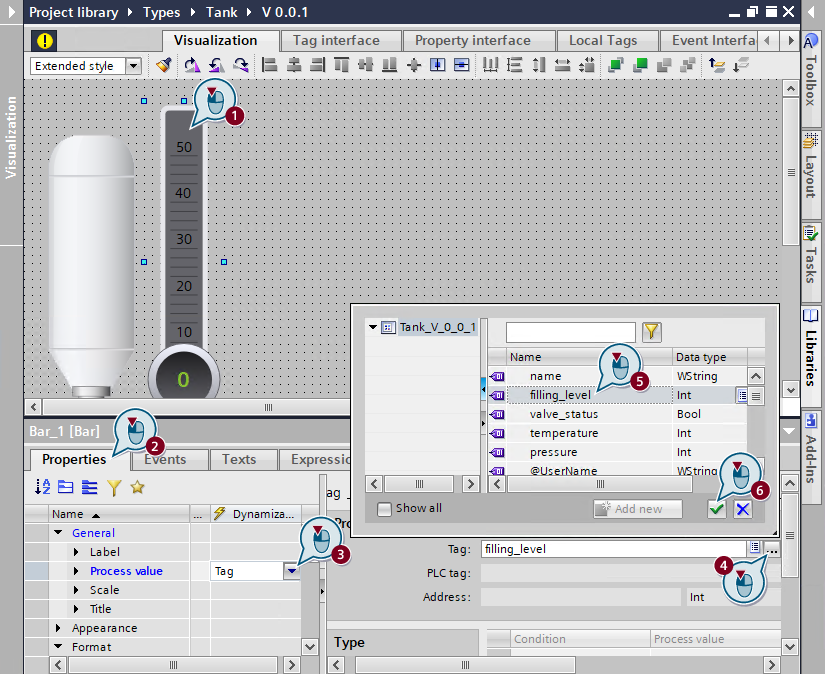 Project library ▸ Types ▸ Tank ▸ V 0.0.1
Visualization
Tag interface
Property interface
Local Tags
Event Interfa
Extended style
Visualization
Toolbox
Layout
Tasks
Libraries
Add-Ins
1
50
40
30
20
10
0
Tank_V_0_0_1
Name
Data type
name
WString
5
filling_level
Int
valve_status
Bool
temperature
Int
pressure
Int
@UserName
WString
6
Show all
Add new
Bar_1 [Bar]
2
Properties
Events
Texts
Expressio
Name
...
Dynamiza...
General
Label
Process value
Tag
3
Scale
Title
Appearance
Format
ag
Tag:
filling_level
...
4
PLC tag:
Address:
Int
Type
Condition
Process value